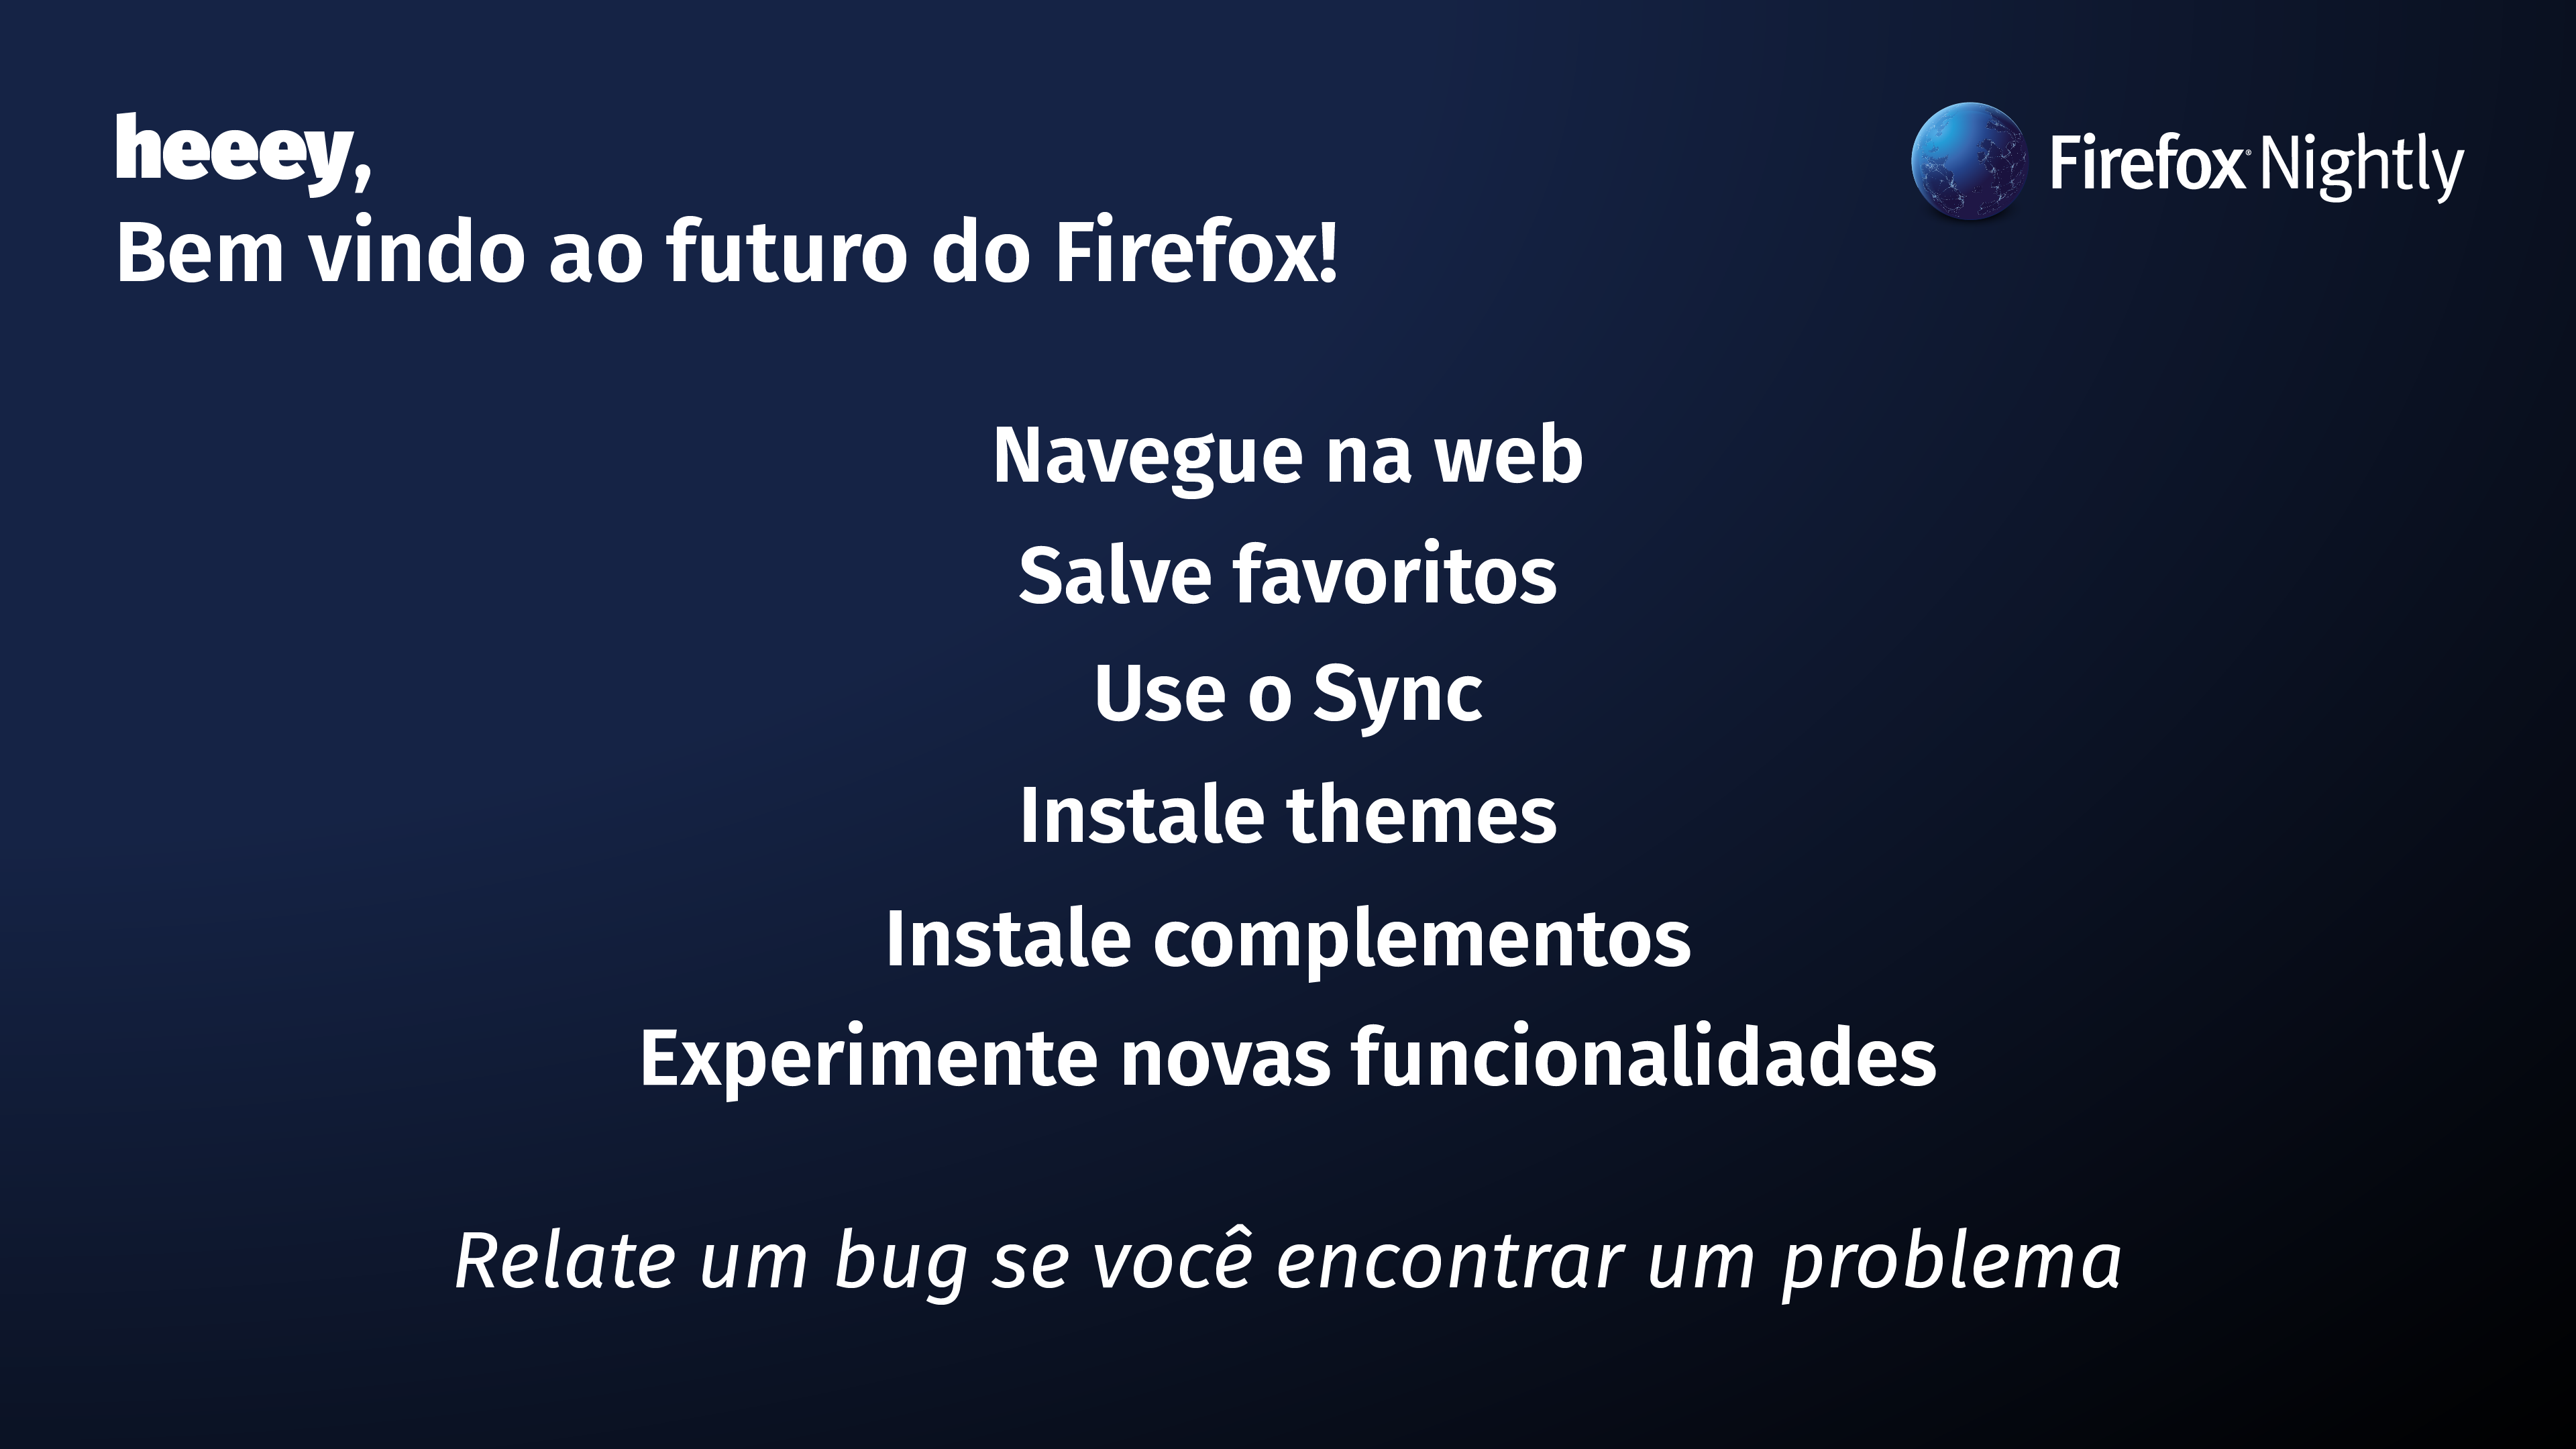 heeey,
Bem vindo ao futuro do Firefox!
Firefox® Nightly
Navegue na web
Salve favoritos
Use o Sync
Instale themes
Instale complementos
Experimente novas funcionalidades
Relate um bug se você encontrar um problema